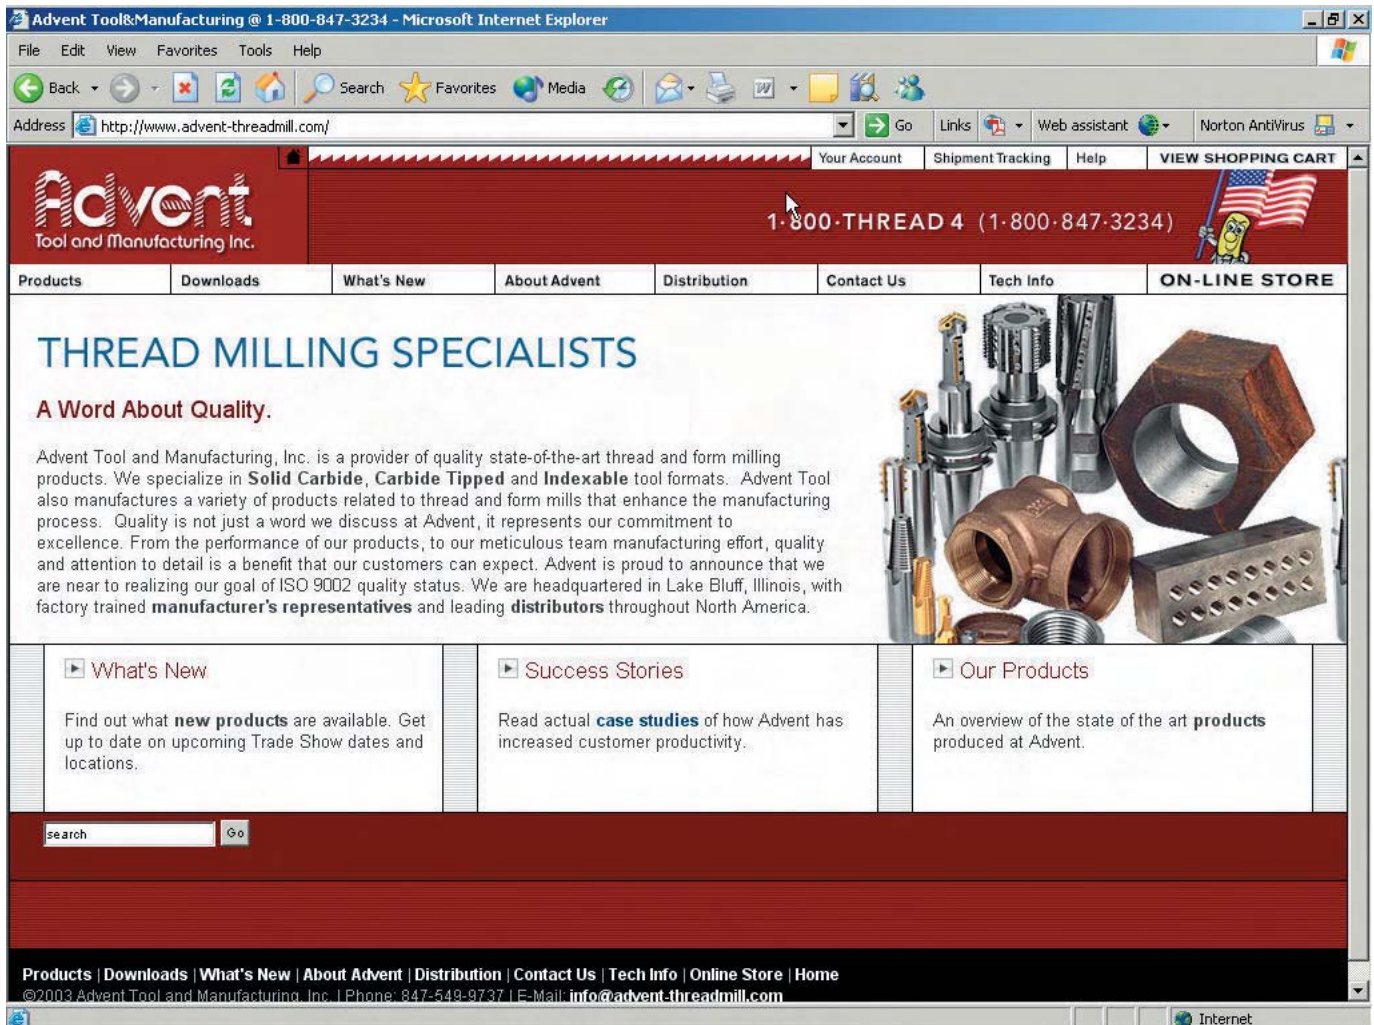 Advent Tool&Manufacturing @ 1-800-847-3234 - Microsoft Internet Explorer
File Edit View Favorites Tools Help
Back Search Favorites Media
Address http://www.advent-threadmill.com/ Go Links Web assistant Norton AntiVirus
Your Account Shipment Tracking Help VIEW SHOPPING CART
Advent
Tool and Manufacturing Inc.
1·800·THREAD 4 (1·800·847·3234)
Products Downloads What's New About Advent Distribution Contact Us Tech Info ON-LINE STORE
THREAD MILLING SPECIALISTS
A Word About Quality.
Advent Tool and Manufacturing, Inc. is a provider of quality state-of-the-art thread and form milling
products. We specialize in Solid Carbide, Carbide Tipped and Indexable tool formats. Advent Tool
also manufactures a variety of products related to thread and form mills that enhance the manufacturing
process. Quality is not just a word we discuss at Advent, it represents our commitment to
excellence. From the performance of our products, to our meticulous team manufacturing effort, quality
and attention to detail is a benefit that our customers can expect. Advent is proud to announce that we
are near to realizing our goal of ISO 9002 quality status. We are headquartered in Lake Bluff, Illinois, with
factory trained manufacturer's representatives and leading distributors throughout North America.
What's New
Find out what new products are available. Get
up to date on upcoming Trade Show dates and
locations.
Success Stories
Read actual case studies of how Advent has
increased customer productivity.
Our Products
An overview of the state of the art products
produced at Advent.
search Go
Products | Downloads | What's New | About Advent | Distribution | Contact Us | Tech Info | Online Store | Home
©2003 Advent Tool and Manufacturing, Inc. | Phone: 847-549-9737 | E-Mail: info@advent-threadmill.com
Internet